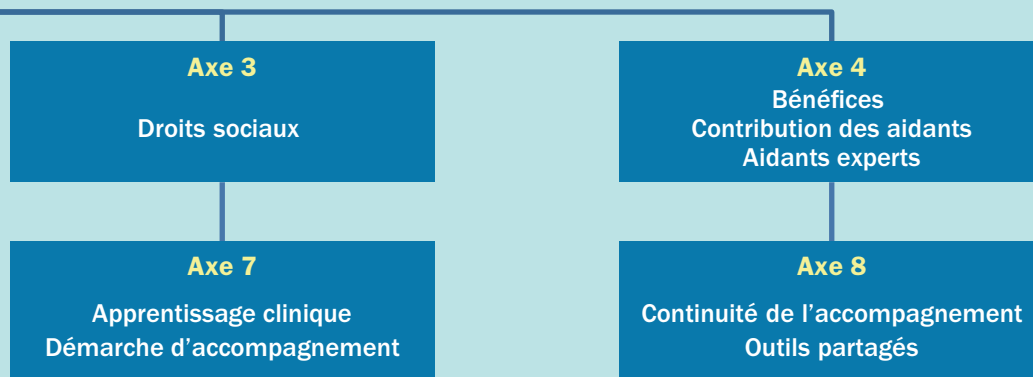 Axe 3
Droits sociaux
Axe 4
Bénéfices
Contribution des aidants
Aidants experts
Axe 7
Apprentissage clinique
Démarche d’accompagnement
Axe 8
Continuité de l’accompagnement
Outils partagés